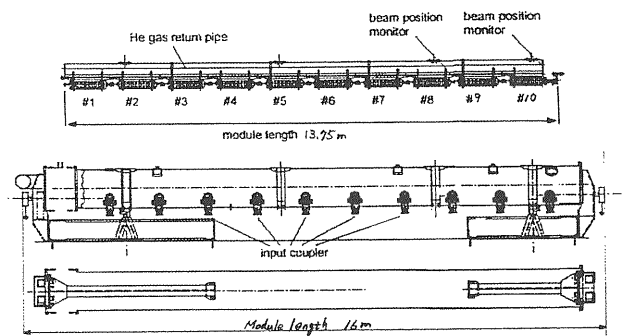 beam position
monitor
beam position
monitor
He gas return pipe
#1 #2 #3 #4 #5 #6 #7 #8 #9 #10
module length 13.75 m
input coupler
Module length 16m